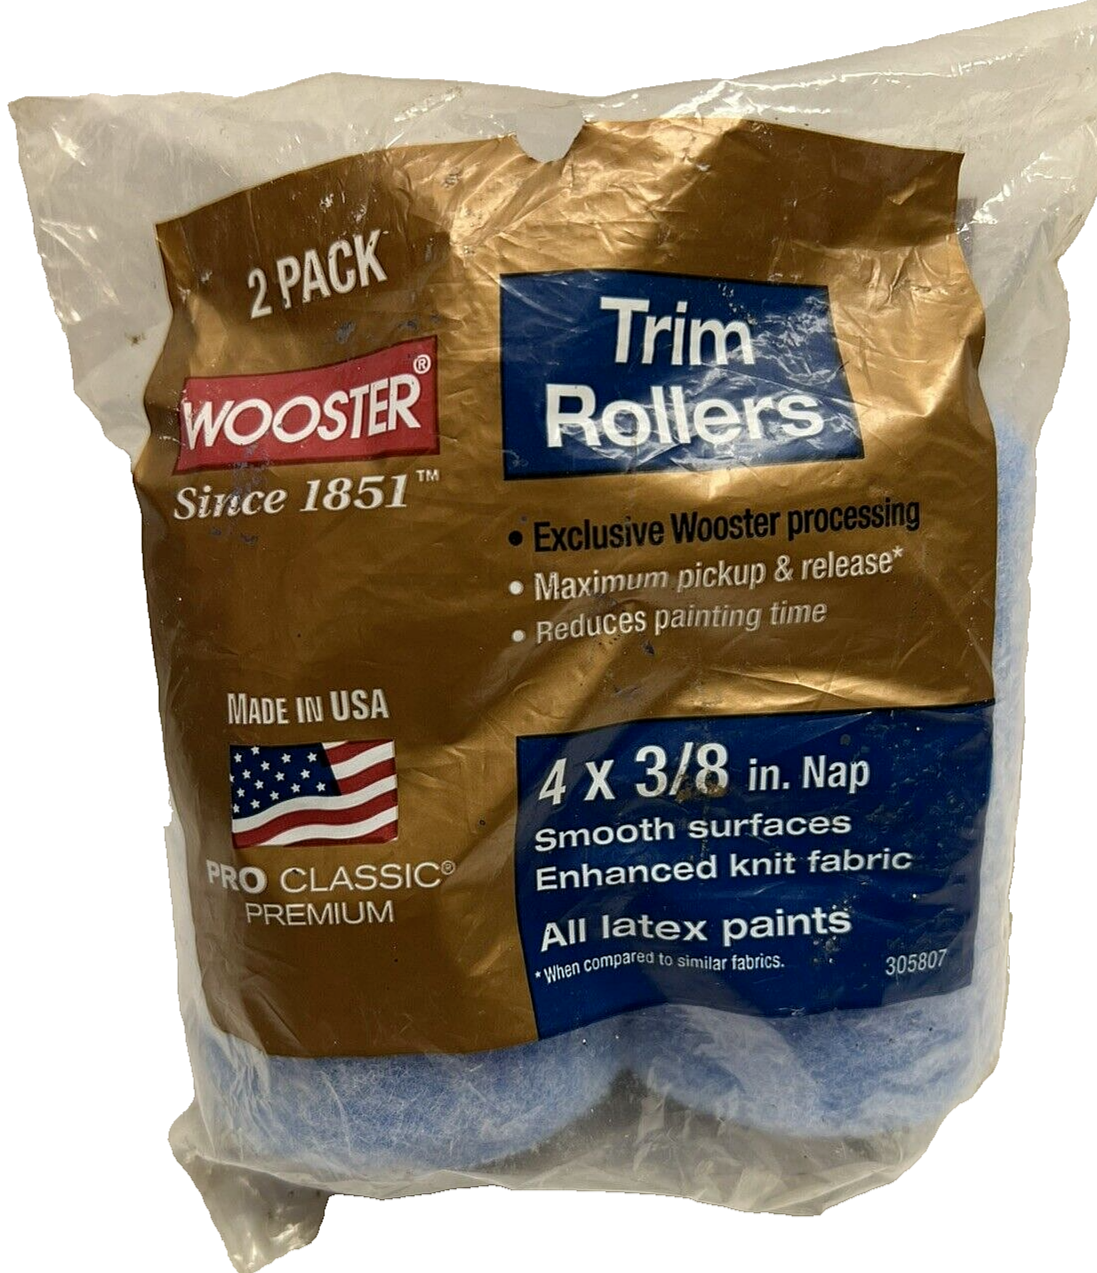 2 PACK
WOOSTER®
Since 1851™
Trim
Rollers
• Exclusive Wooster processing
• Maximum pickup & release*
• Reduces painting time
MADE IN USA
PRO CLASSIC®
PREMIUM
4 x 3/8 in. Nap
Smooth surfaces
Enhanced knit fabric
All latex paints
*When compared to similar fabrics.
305807